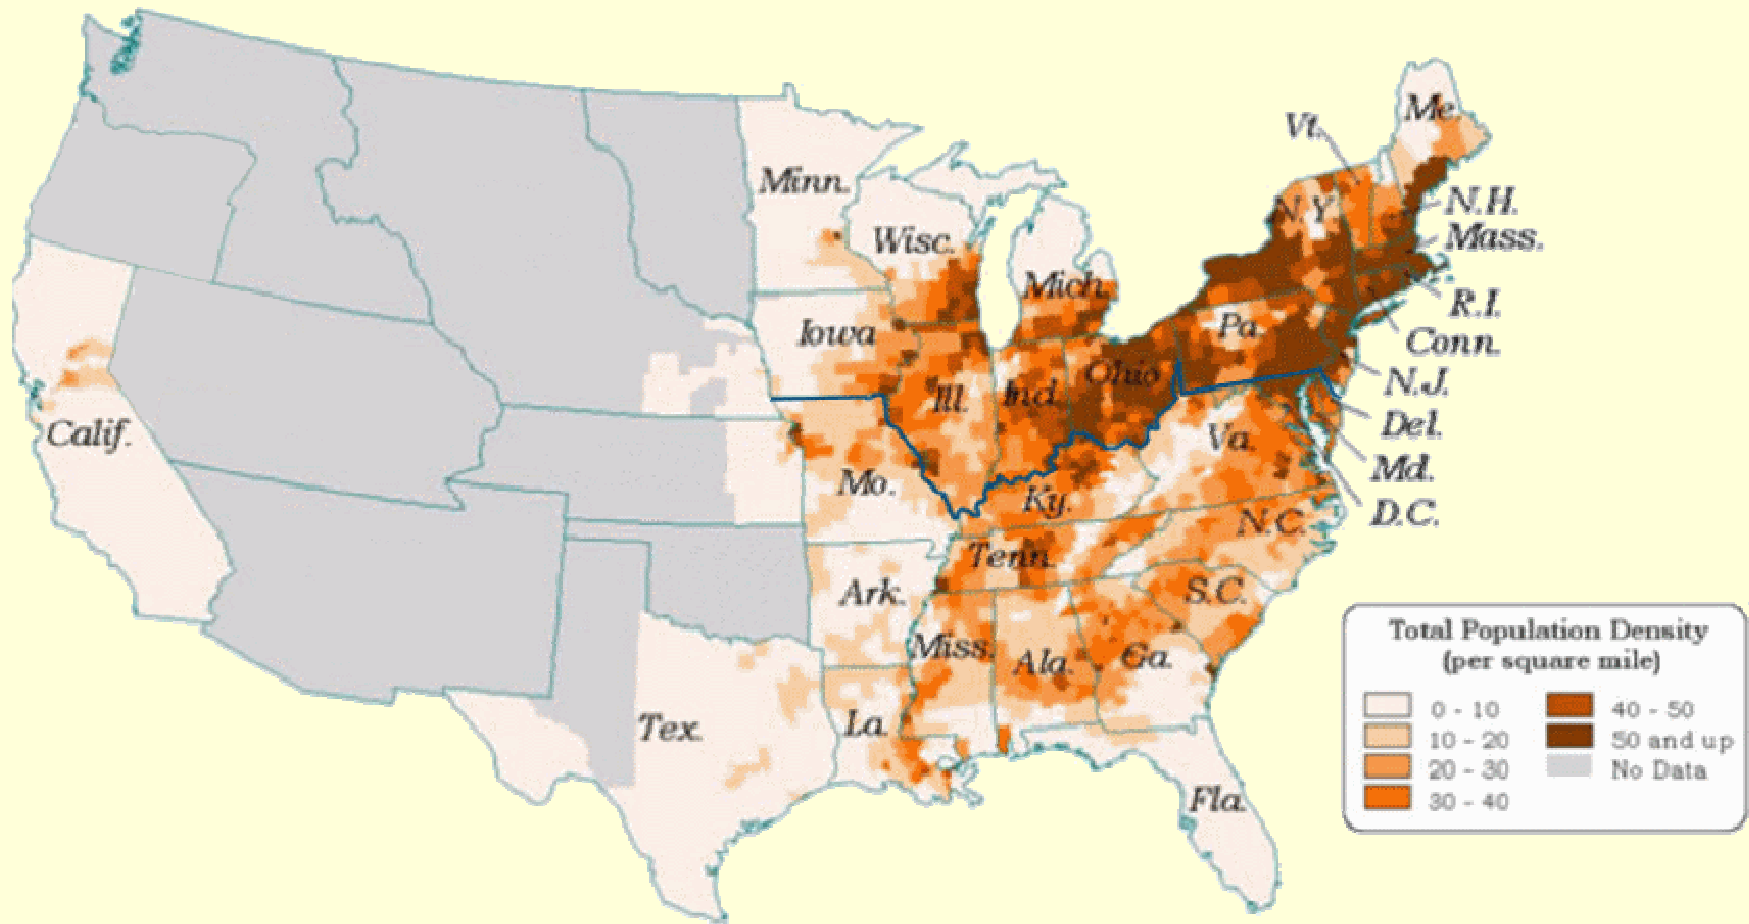 Me.
Vt.
Minn.
N.H.
N.Y.
Mass.
Wisc.
Mich.
R.I.
Iowa
Pa.
Conn.
Ohio
N.J.
Ill.
Ind.
Del.
Calif.
Va.
Md.
Mo.
Ky.
D.C.
N.C.
Tenn.
Ark.
S.C.
Miss.
Ala.
Ga.
La.
Tex.
Fla.
Total Population Density
(per square mile)
0 - 10
10 - 20
20 - 30
30 - 40
40 - 50
50 and up
No Data